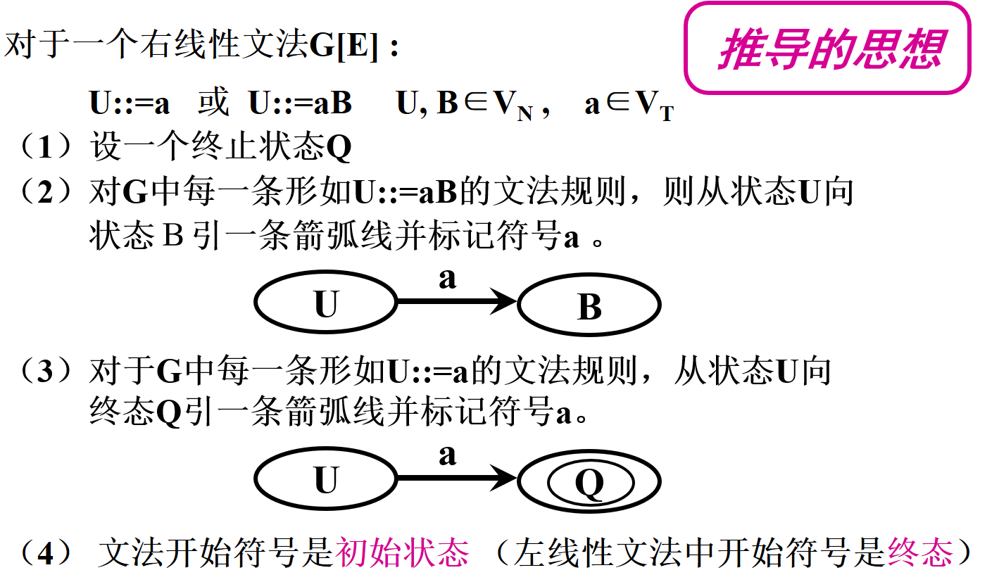 推导的思想
对于一个右线性文法G[E] :
U::=a 或 U::=aB U, B∈VN , a∈VT
（1）设一个终止状态Q
（2）对G中每一条形如U::=aB的文法规则，则从状态U向
状态B引一条箭弧线并标记符号a 。
a
U B
（3）对于G中每一条形如U::=a的文法规则，从状态U向
终态Q引一条箭弧线并标记符号a。
a
U Q
（4） 文法开始符号是初始状态 （左线性文法中开始符号是终态）